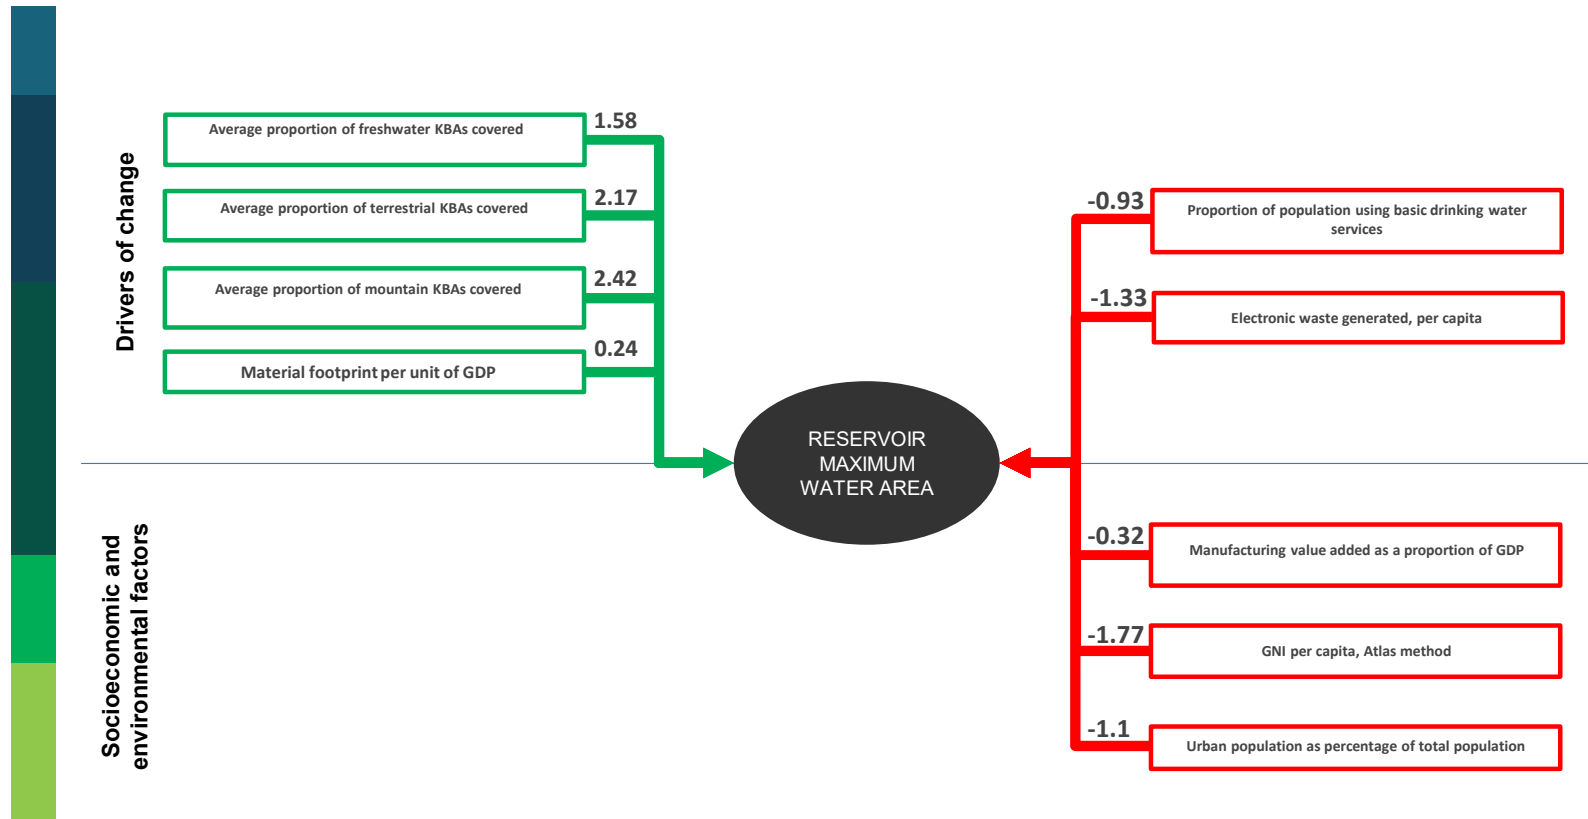 Drivers of change
Average proportion of freshwater KBAs covered
1.58
Average proportion of terrestrial KBAs covered
2.17
Average proportion of mountain KBAs covered
2.42
Material footprint per unit of GDP
0.24
-0.93
Proportion of population using basic drinking water
services
-1.33
Electronic waste generated, per capita
RESERVOIR
MAXIMUM
WATER AREA
Socioeconomic and
environmental factors
-0.32
Manufacturing value added as a proportion of GDP
-1.77
GNI per capita, Atlas method
-1.1
Urban population as percentage of total population